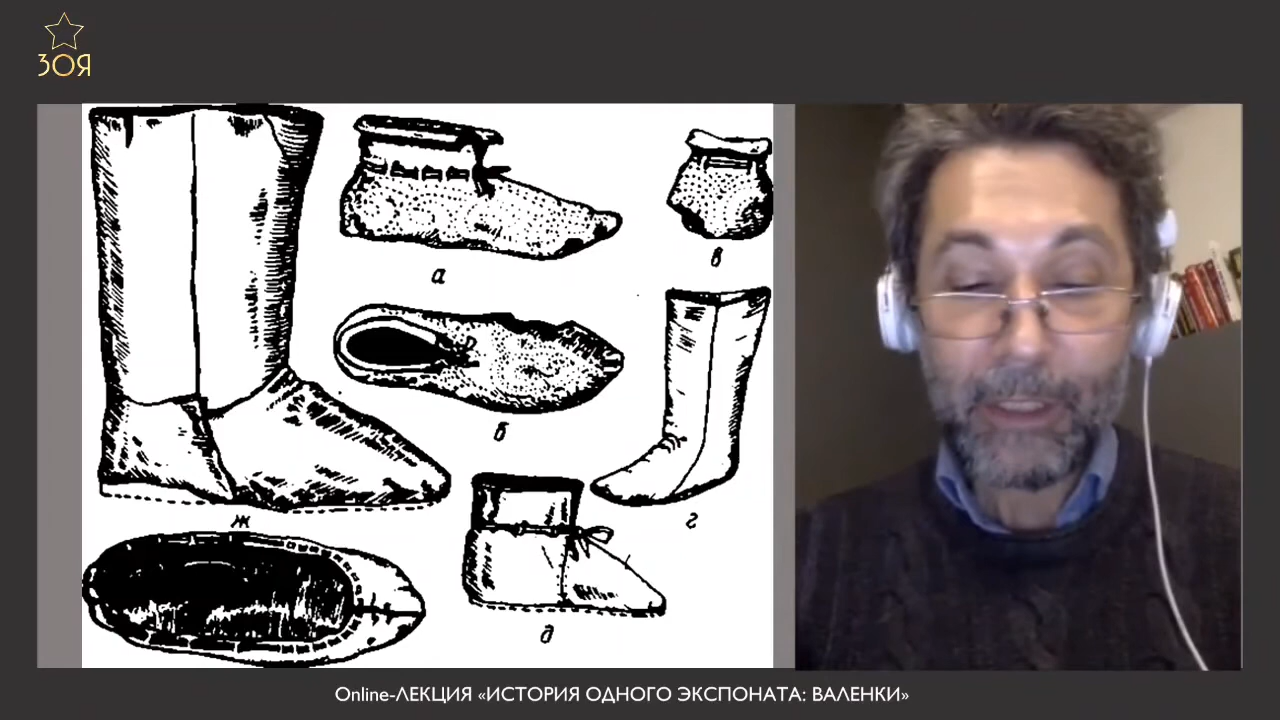 ЗОЯ
а
в
б
г
ж
д
Online-ЛЕКЦИЯ «ИСТОРИЯ ОДНОГО ЭКСПОНАТА: ВАЛЕНКИ»